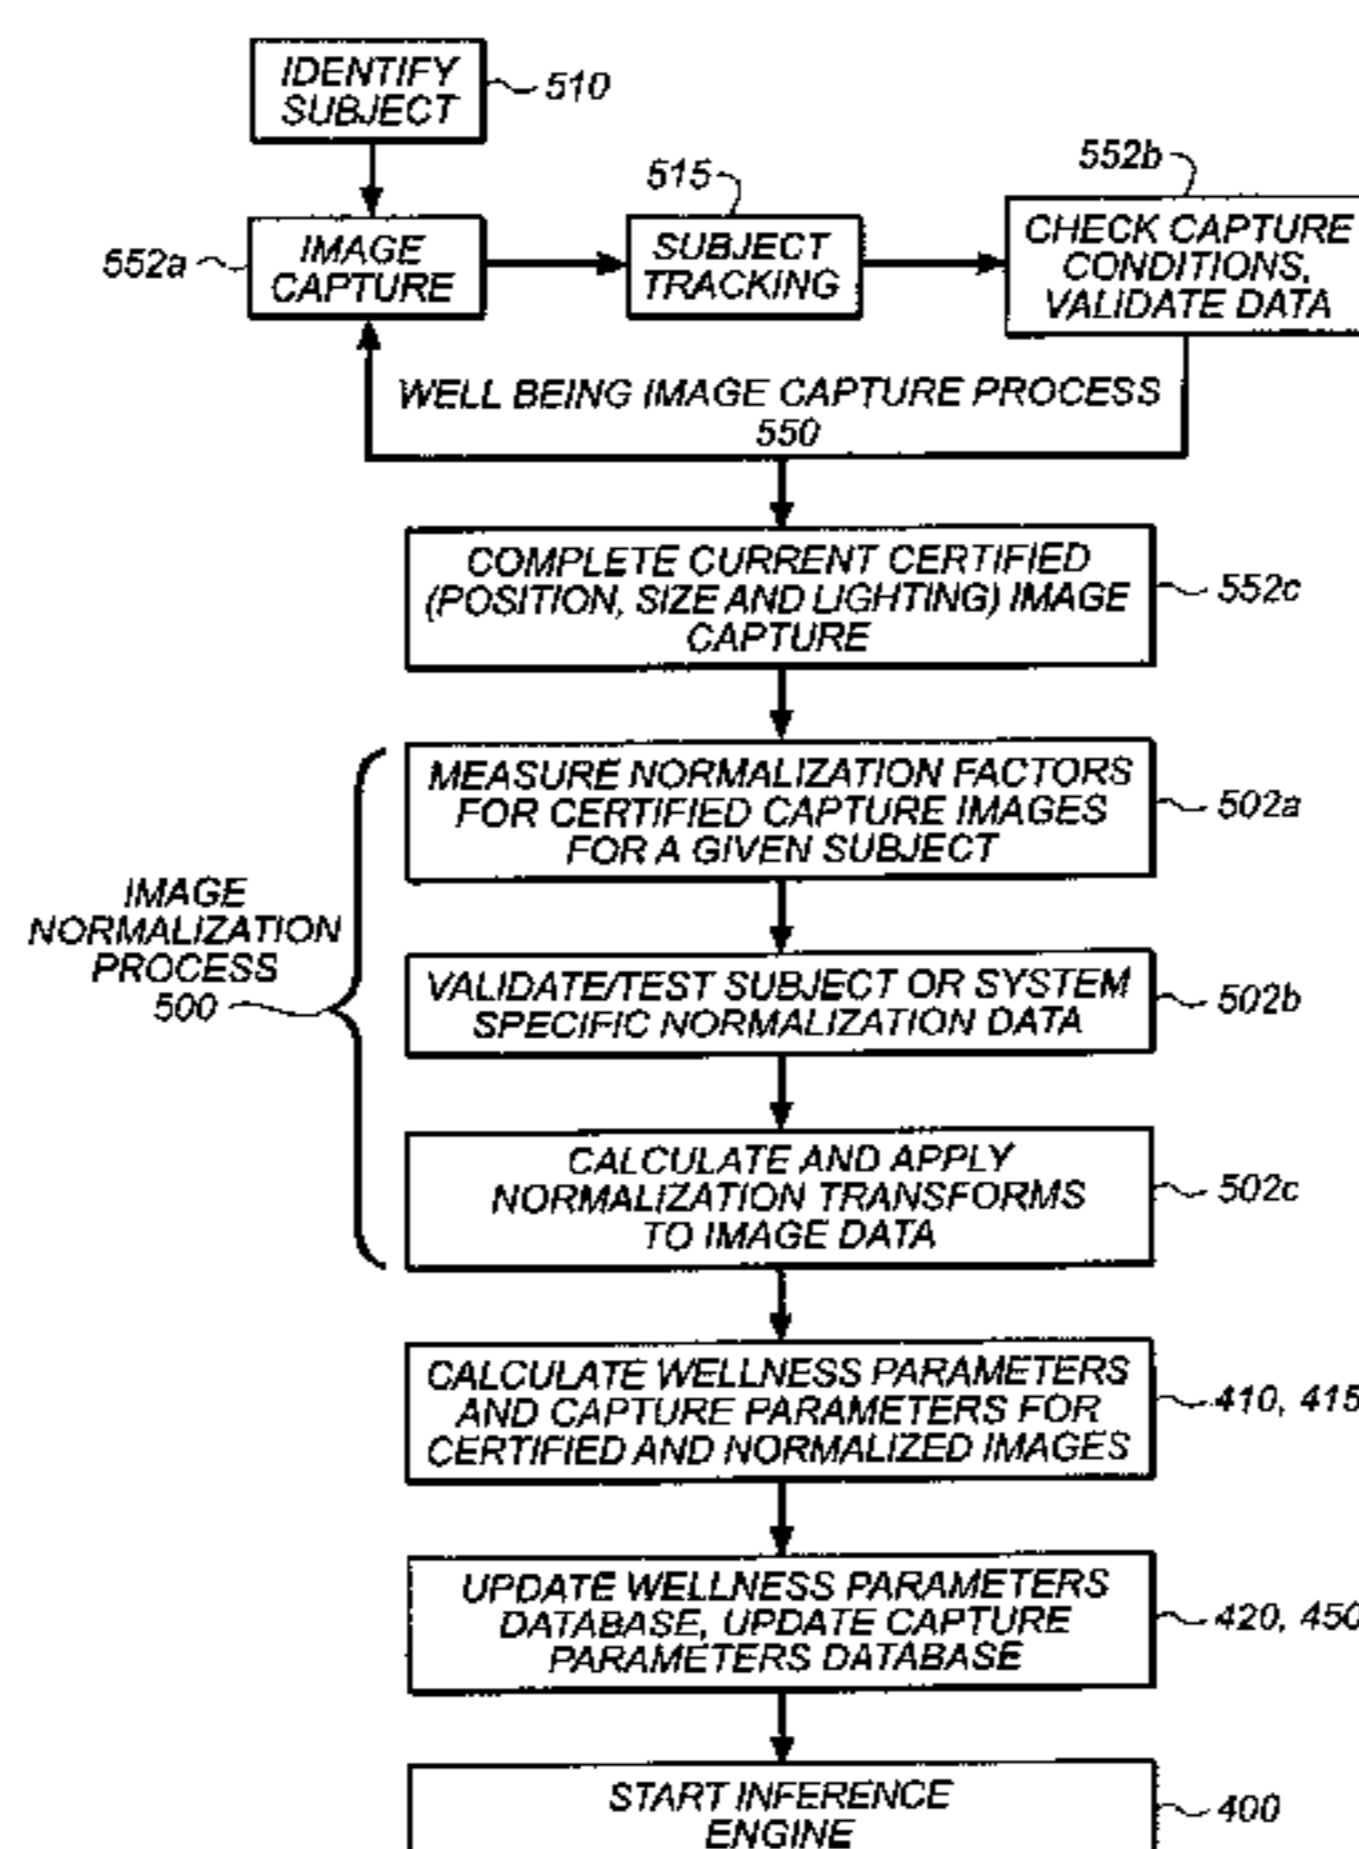 IDENTIFY
SUBJECT
510
552a
IMAGE
CAPTURE
515
SUBJECT
TRACKING
552b
CHECK CAPTURE
CONDITIONS,
VALIDATE DATA
WELL BEING IMAGE CAPTURE PROCESS
550
COMPLETE CURRENT CERTIFIED
(POSITION, SIZE AND LIGHTING) IMAGE
CAPTURE
552c
IMAGE
NORMALIZATION
PROCESS
500
MEASURE NORMALIZATION FACTORS
FOR CERTIFIED CAPTURE IMAGES
FOR A GIVEN SUBJECT
502a
VALIDATE/TEST SUBJECT OR SYSTEM
SPECIFIC NORMALIZATION DATA
502b
CALCULATE AND APPLY
NORMALIZATION TRANSFORMS
TO IMAGE DATA
502c
CALCULATE WELLNESS PARAMETERS
AND CAPTURE PARAMETERS FOR
CERTIFIED AND NORMALIZED IMAGES
410, 415
UPDATE WELLNESS PARAMETERS
DATABASE, UPDATE CAPTURE
PARAMETERS DATABASE
420, 450
START INFERENCE
ENGINE
400